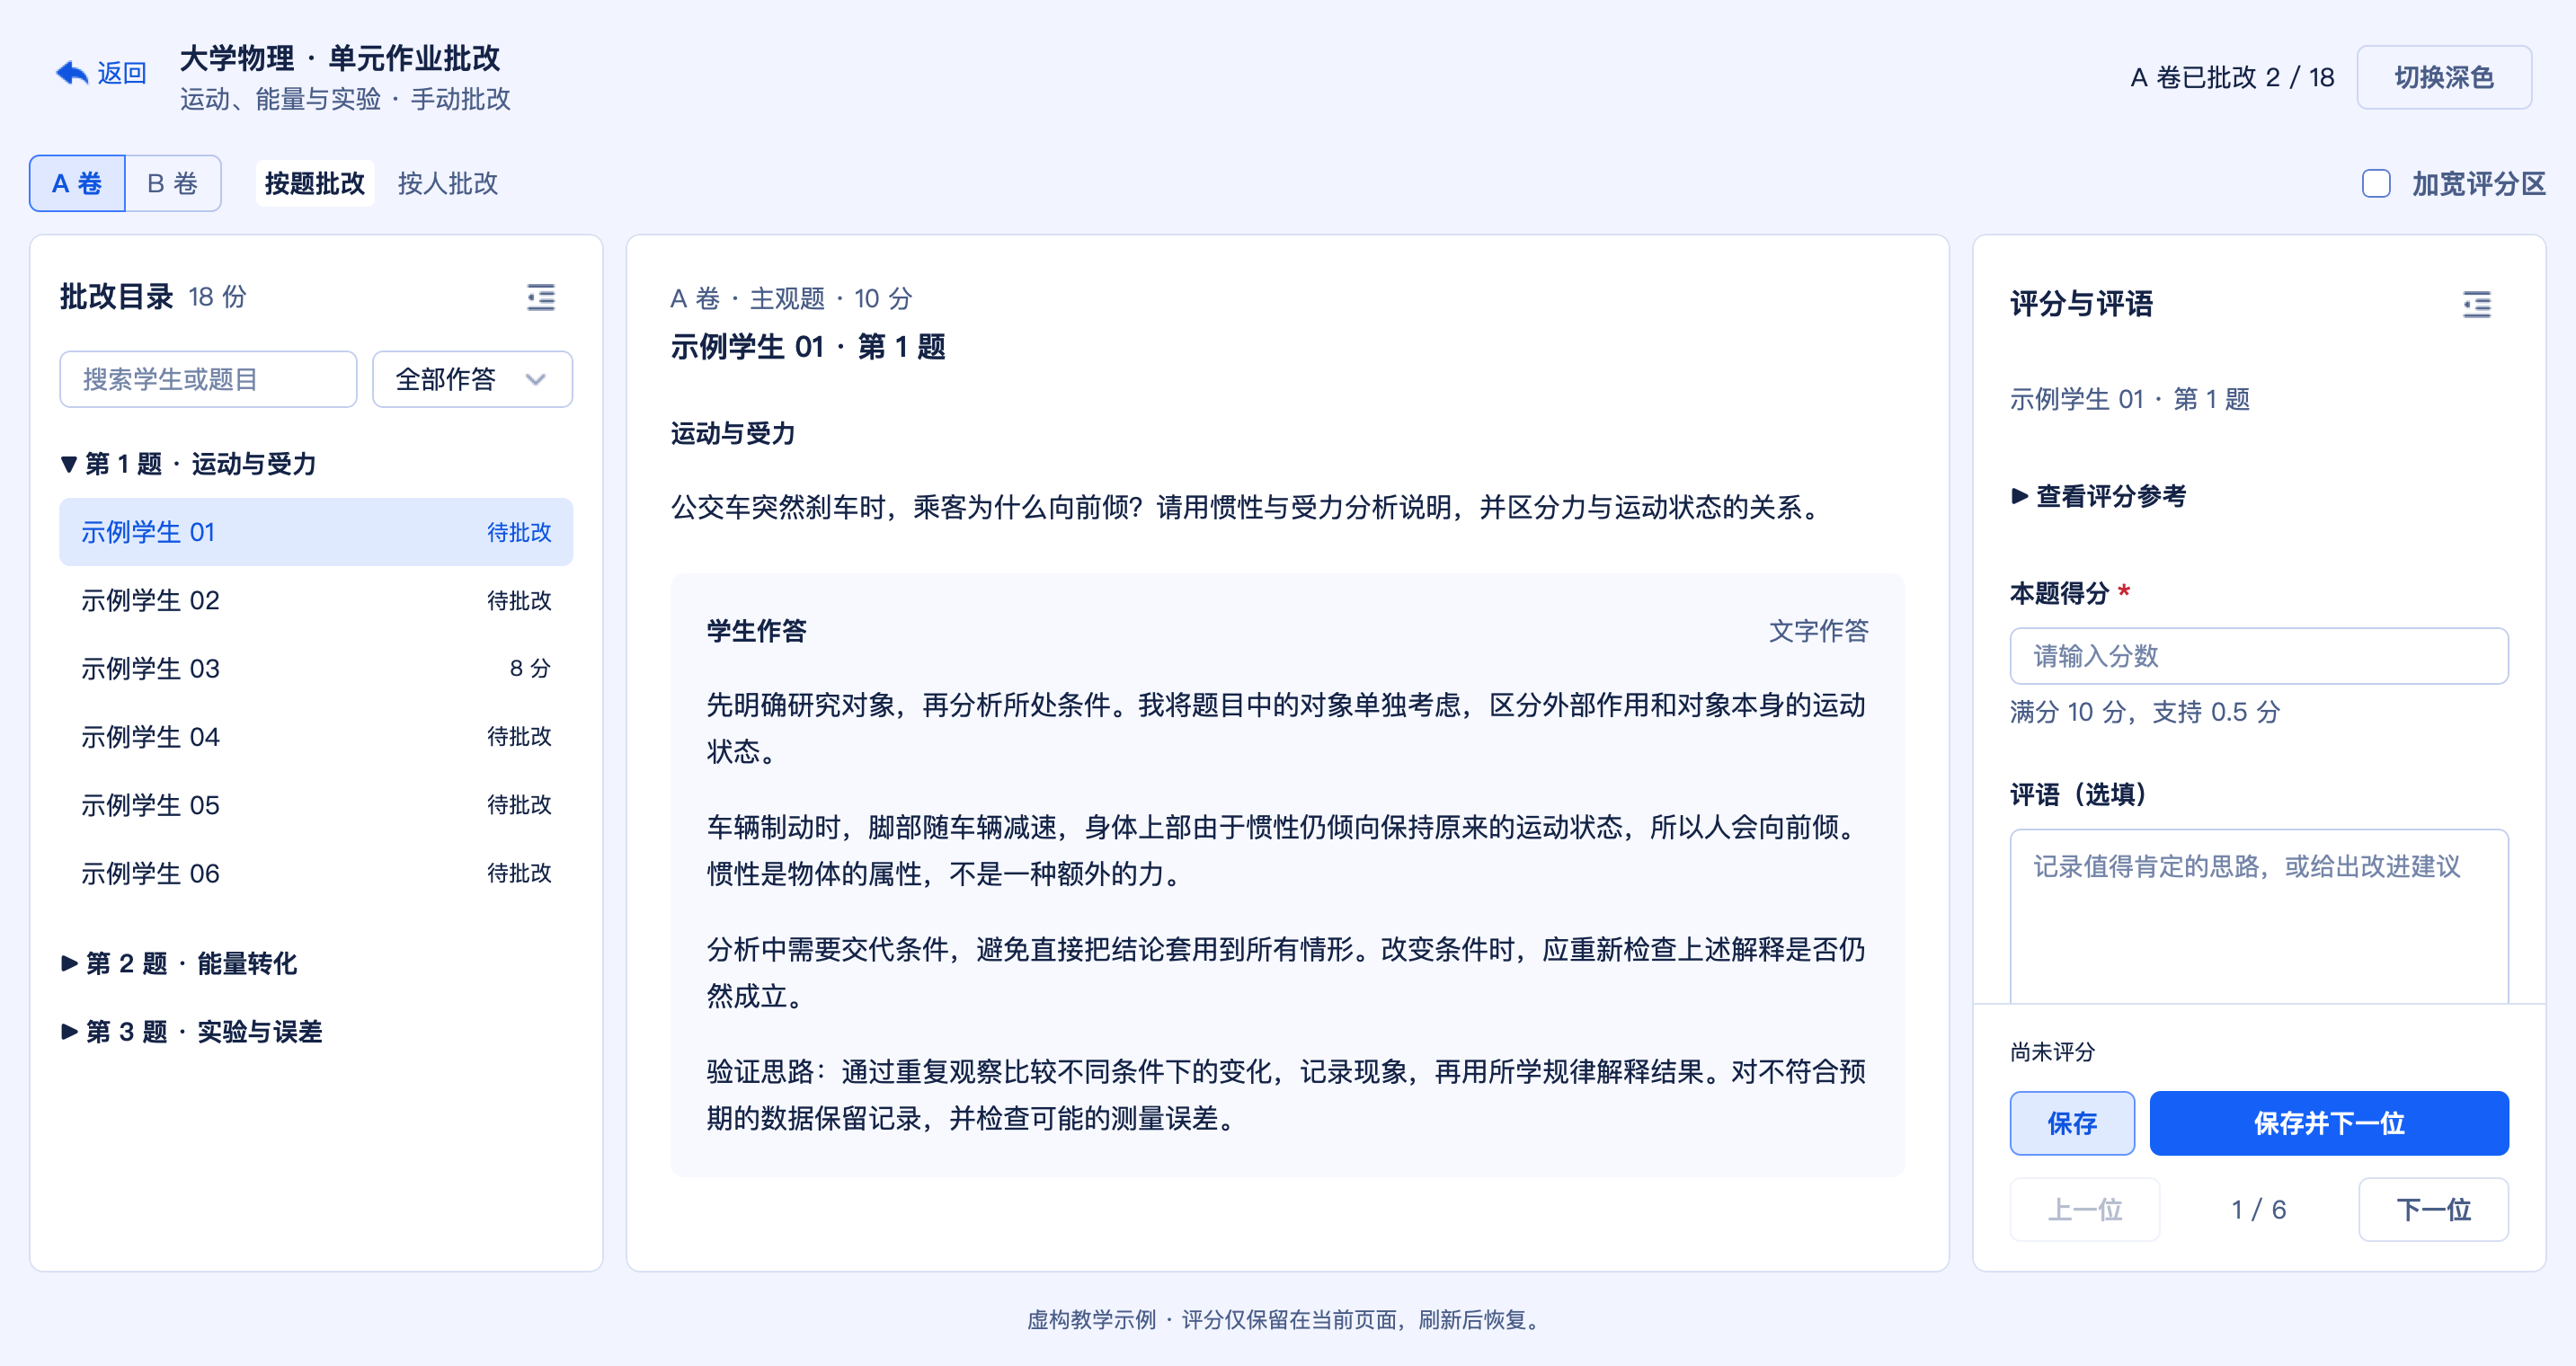 返回
大学物理 · 单元作业批改
运动、能量与实验 · 手动批改
A 卷已批改 2 / 18
切换深色
A 卷
B 卷
按题批改
按人批改
加宽评分区
批改目录 18 份
搜索学生或题目
全部作答
第 1 题 · 运动与受力
示例学生 01 待批改
示例学生 02 待批改
示例学生 03 8 分
示例学生 04 待批改
示例学生 05 待批改
示例学生 06 待批改
第 2 题 · 能量转化
第 3 题 · 实验与误差
A 卷 · 主观题 · 10 分
示例学生 01 · 第 1 题
运动与受力
公交车突然刹车时，乘客为什么向前倾？请用惯性与受力分析说明，并区分力与运动状态的关系。
学生作答
文字作答
先明确研究对象，再分析所处条件。我将题目中的对象单独考虑，区分外部作用和对象本身的运动
状态。
车辆制动时，脚部随车辆减速，身体上部由于惯性仍倾向保持原来的运动状态，所以人会向前倾。
惯性是物体的属性，不是一种额外的力。
分析中需要交代条件，避免直接把结论套用到所有情形。改变条件时，应重新检查上述解释是否仍
然成立。
验证思路：通过重复观察比较不同条件下的变化，记录现象，再用所学规律解释结果。对不符合预
期的数据保留记录，并检查可能的测量误差。
评分与评语
示例学生 01 · 第 1 题
查看评分参考
本题得分 *
请输入分数
满分 10 分，支持 0.5 分
评语（选填）
记录值得肯定的思路，或给出改进建议
尚未评分
保存
保存并下一位
上一位
1 / 6
下一位
虚构教学示例 · 评分仅保留在当前页面，刷新后恢复。